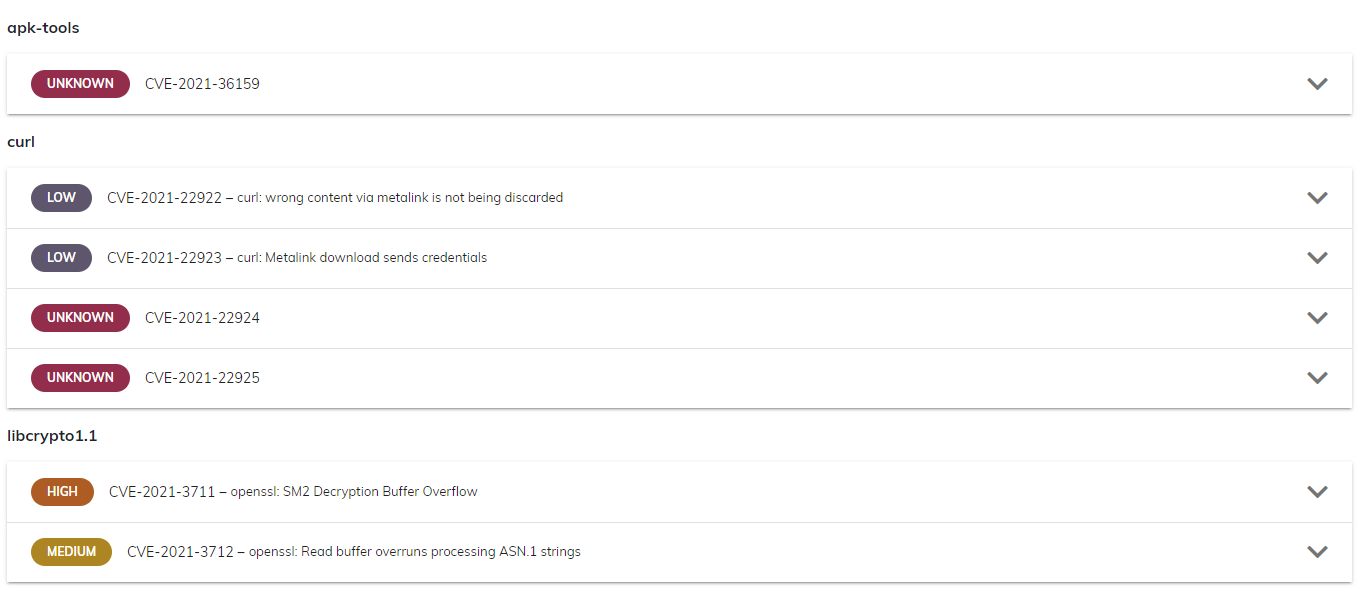 apk-tools
UNKNOWN CVE-2021-36159
curl
LOW CVE-2021-22922 – curl: wrong content via metalink is not being discarded
LOW CVE-2021-22923 – curl: Metalink download sends credentials
UNKNOWN CVE-2021-22924
UNKNOWN CVE-2021-22925
libcrypto1.1
HIGH CVE-2021-3711 – openssl: SM2 Decryption Buffer Overflow
MEDIUM CVE-2021-3712 – openssl: Read buffer overruns processing ASN.1 strings